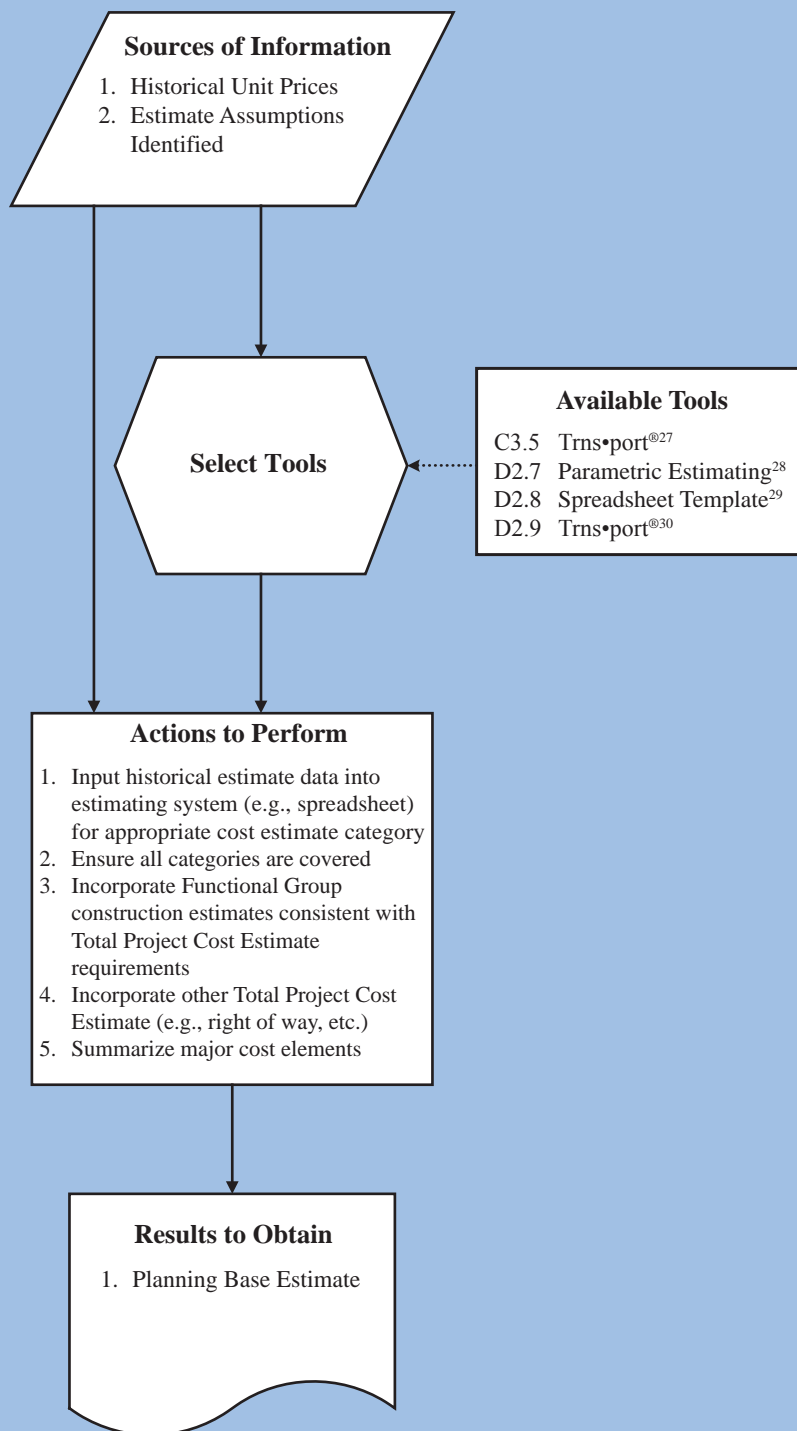 Sources of Information
1. Historical Unit Prices
2. Estimate Assumptions
Identified
Select Tools
Available Tools
C3.5 Trns•port®27
D2.7 Parametric Estimating28
D2.8 Spreadsheet Template29
D2.9 Trns•port®30
Actions to Perform
1. Input historical estimate data into
estimating system (e.g., spreadsheet)
for appropriate cost estimate category
2. Ensure all categories are covered
3. Incorporate Functional Group
construction estimates consistent with
Total Project Cost Estimate
requirements
4. Incorporate other Total Project Cost
Estimate (e.g., right of way, etc.)
5. Summarize major cost elements
Results to Obtain
1. Planning Base Estimate